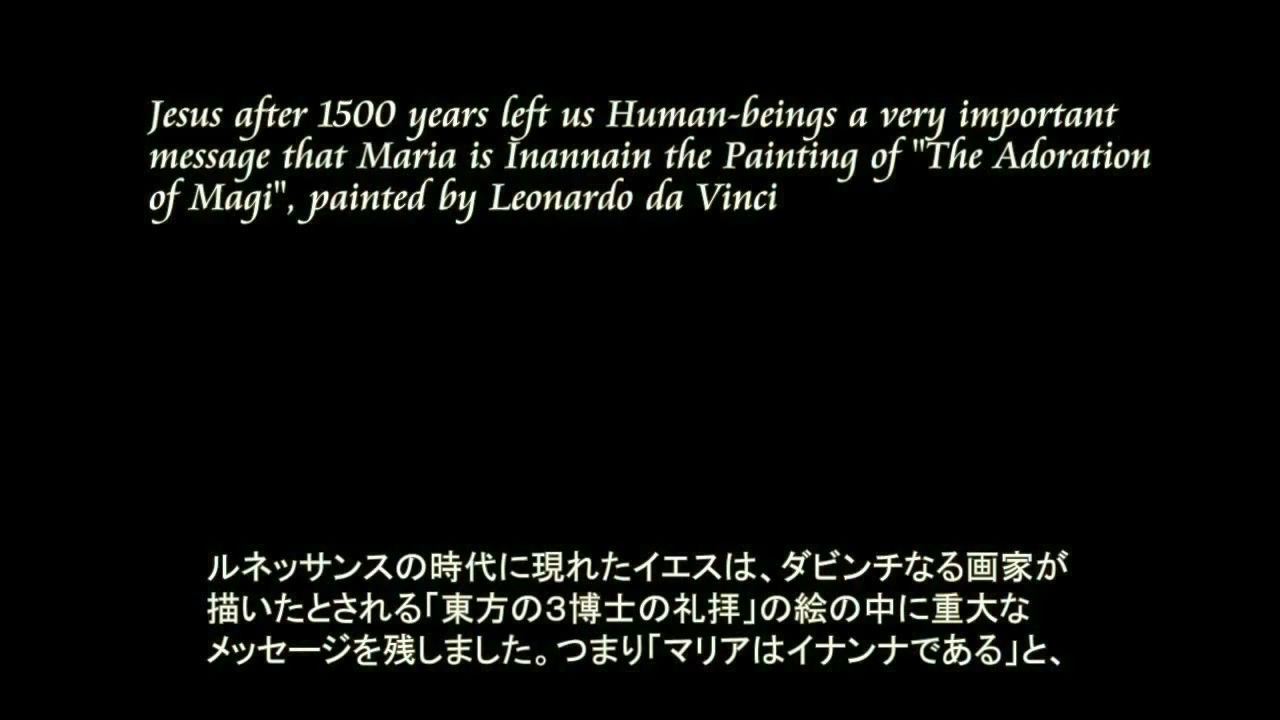 Jesus after 1500 years left us Human-beings a very important
message that Maria is Inannain the Painting of "The Adoration
of Magi", painted by Leonardo da Vinci
ルネッサンスの時代に現れたイエスは、ダビンチなる画家が
描いたとされる「東方の3博士の礼拝」の絵の中に重大な
メッセージを残しました。つまり「マリアはイナンナである」と、